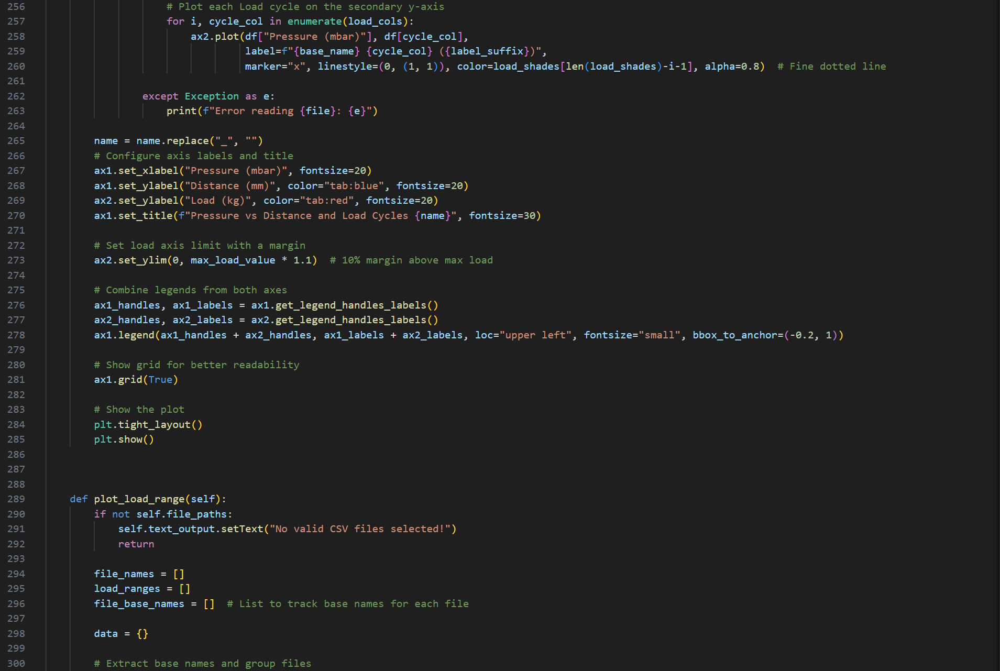 256 # Plot each Load cycle on the secondary y-axis
257 for i, cycle_col in enumerate(load_cols):
258 ax2.plot(df["Pressure (mbar)"], df[cycle_col],
259 label=f"{base_name} {cycle_col} ({label_suffix})",
260 marker="x", linestyle=(0, (1, 1)), color=load_shades[len(load_shades)-i-1], alpha=0.8)  # Fine dotted line
261
262 except Exception as e:
263 print(f"Error reading {file}: {e}")
264
265 name = name.replace("_", "")
266 # Configure axis labels and title
267 ax1.set_xlabel("Pressure (mbar)", fontsize=20)
268 ax1.set_ylabel("Distance (mm)", color="tab:blue", fontsize=20)
269 ax2.set_ylabel("Load (kg)", color="tab:red", fontsize=20)
270 ax1.set_title(f"Pressure vs Distance and Load Cycles {name}", fontsize=30)
271
272 # Set load axis limit with a margin
273 ax2.set_ylim(0, max_load_value * 1.1)  # 10% margin above max load
274
275 # Combine legends from both axes
276 ax1_handles, ax1_labels = ax1.get_legend_handles_labels()
277 ax2_handles, ax2_labels = ax2.get_legend_handles_labels()
278 ax1.legend(ax1_handles + ax2_handles, ax1_labels + ax2_labels, loc="upper left", fontsize="small", bbox_to_anchor=(-0.2, 1))
279
280 # Show grid for better readability
281 ax1.grid(True)
282
283 # Show the plot
284 plt.tight_layout()
285 plt.show()
286
287
288
289 def plot_load_range(self):
290 if not self.file_paths:
291 self.text_output.setText("No valid CSV files selected!")
292 return
293
294 file_names = []
295 load_ranges = []
296 file_base_names = []  # List to track base names for each file
297
298 data = {}
299
300 # Extract base names and group files